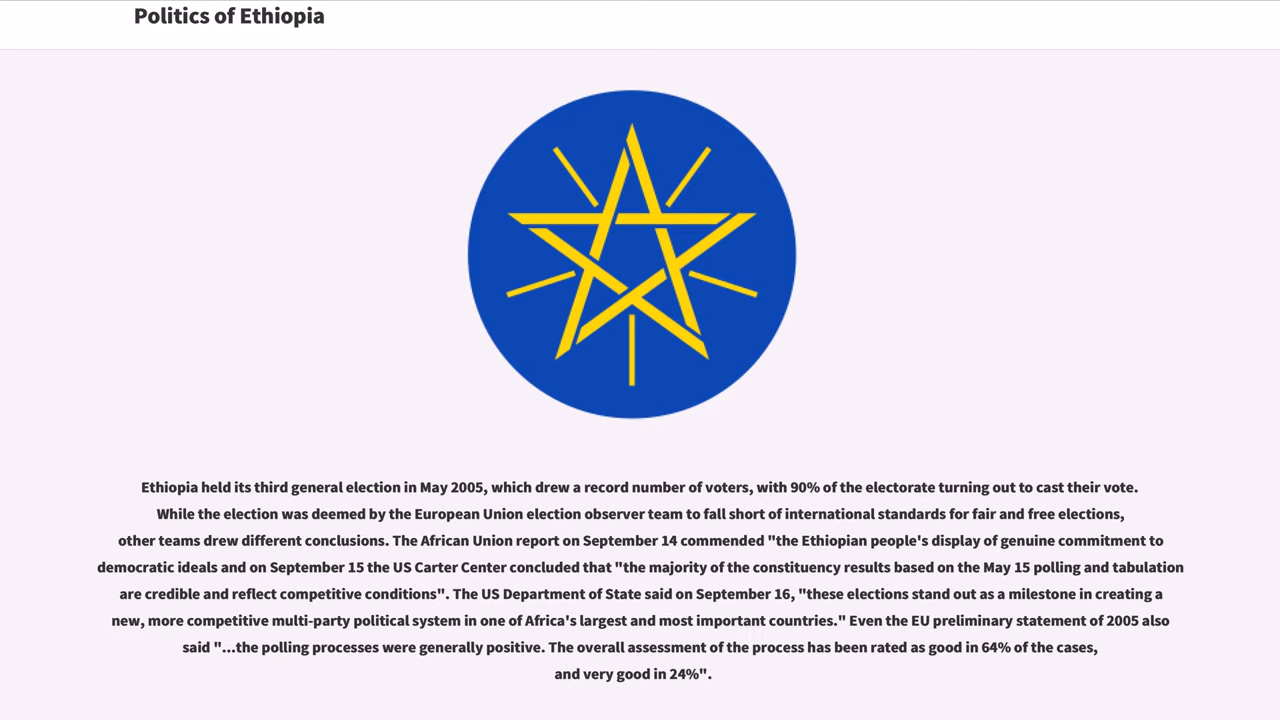 Politics of Ethiopia
Ethiopia held its third general election in May 2005, which drew a record number of voters, with 90% of the electorate turning out to cast their vote.
While the election was deemed by the European Union election observer team to fall short of international standards for fair and free elections,
other teams drew different conclusions. The African Union report on September 14 commended "the Ethiopian people's display of genuine commitment to
democratic ideals and on September 15 the US Carter Center concluded that "the majority of the constituency results based on the May 15 polling and tabulation
are credible and reflect competitive conditions". The US Department of State said on September 16, "these elections stand out as a milestone in creating a
new, more competitive multi-party political system in one of Africa's largest and most important countries." Even the EU preliminary statement of 2005 also
said "...the polling processes were generally positive. The overall assessment of the process has been rated as good in 64% of the cases,
and very good in 24%".